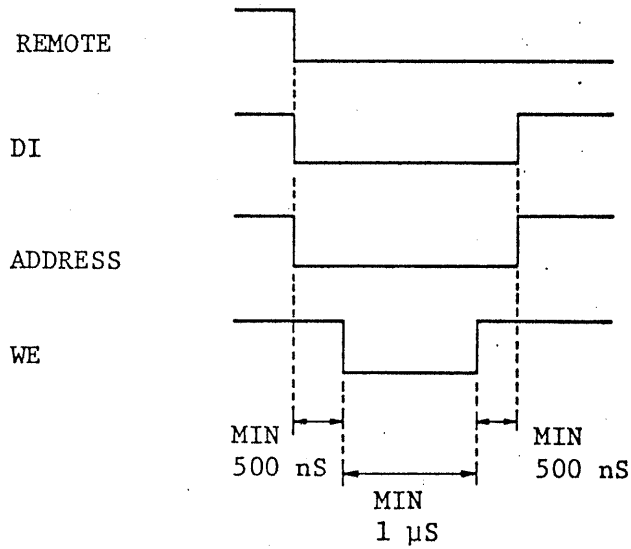 REMOTE
DI
ADDRESS
WE
MIN
500 nS
MIN
500 nS
MIN
1 µS